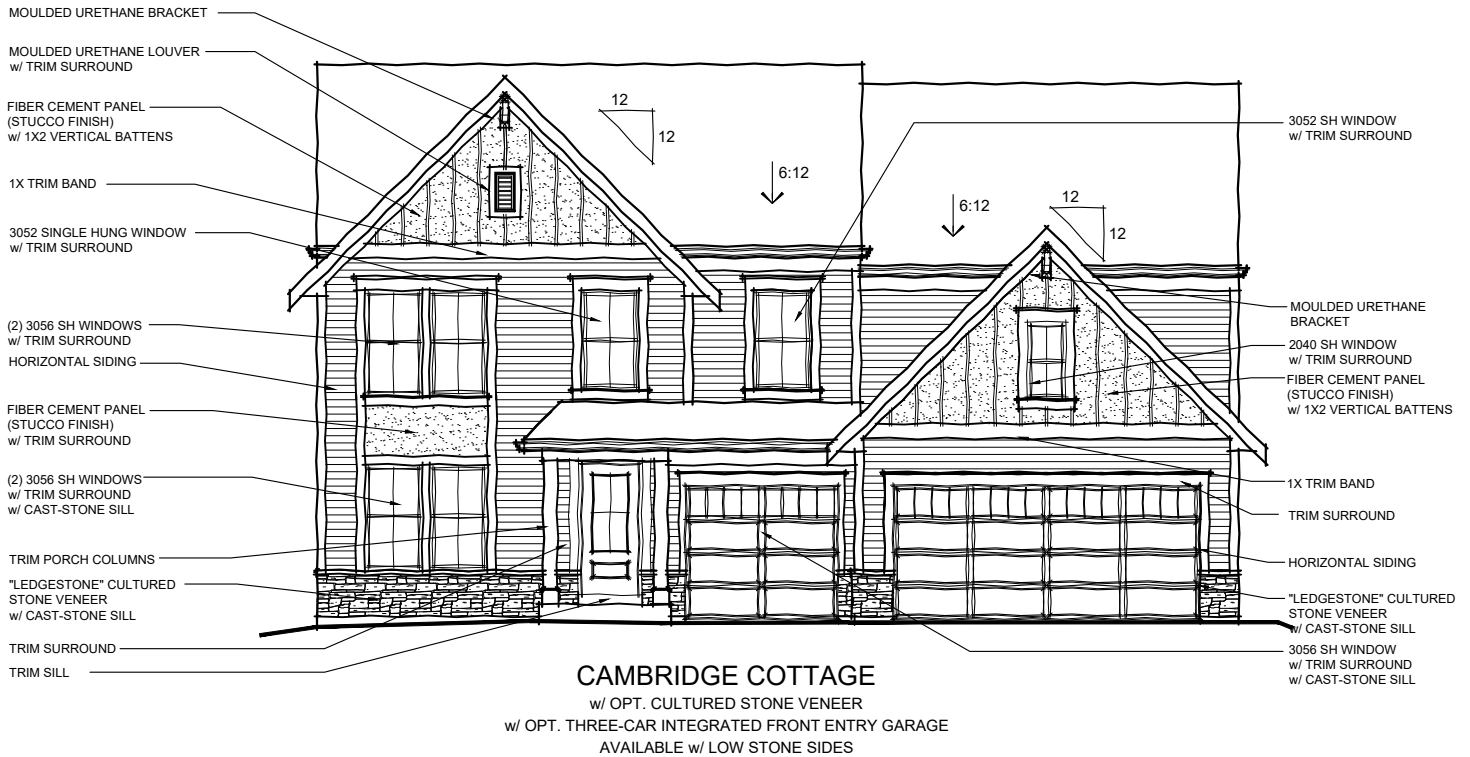 MOULDED URETHANE BRACKET
MOULDED URETHANE LOUVER
w/ TRIM SURROUND
FIBER CEMENT PANEL
(STUCCO FINISH)
w/ 1X2 VERTICAL BATTENS
1X TRIM BAND
3052 SINGLE HUNG WINDOW
w/ TRIM SURROUND
(2) 3056 SH WINDOWS
w/ TRIM SURROUND
HORIZONTAL SIDING
FIBER CEMENT PANEL
(STUCCO FINISH)
w/ TRIM SURROUND
(2) 3056 SH WINDOWS
w/ TRIM SURROUND
w/ CAST-STONE SILL
TRIM PORCH COLUMNS
"LEDGESTONE" CULTURED
STONE VENEER
w/ CAST-STONE SILL
TRIM SURROUND
TRIM SILL
12
12
6:12
6:12
12
12
3052 SH WINDOW
w/ TRIM SURROUND
MOULDED URETHANE
BRACKET
2040 SH WINDOW
w/ TRIM SURROUND
FIBER CEMENT PANEL
(STUCCO FINISH)
w/ 1X2 VERTICAL BATTENS
1X TRIM BAND
TRIM SURROUND
HORIZONTAL SIDING
"LEDGESTONE" CULTURED
STONE VENEER
w/ CAST-STONE SILL
3056 SH WINDOW
w/ TRIM SURROUND
w/ CAST-STONE SILL
CAMBRIDGE COTTAGE
w/ OPT. CULTURED STONE VENEER
w/ OPT. THREE-CAR INTEGRATED FRONT ENTRY GARAGE
AVAILABLE w/ LOW STONE SIDES